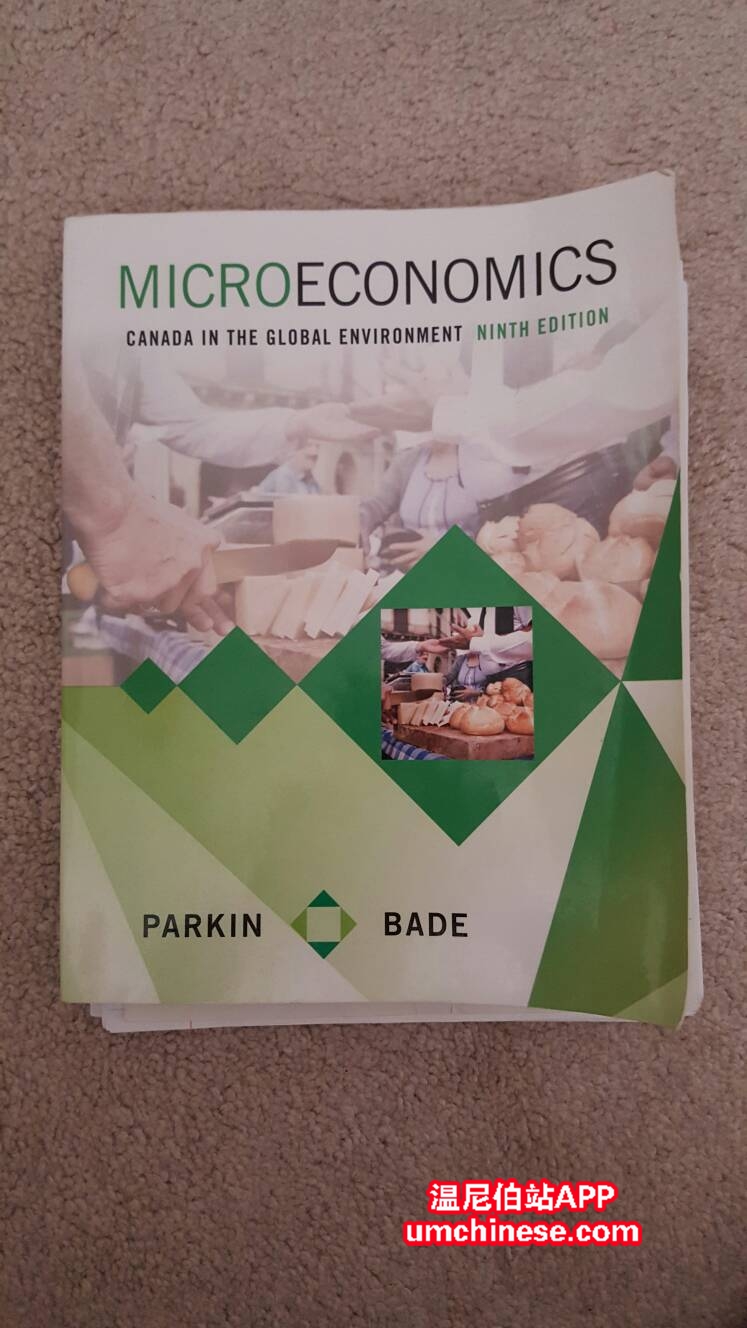 MICROECONOMICS
CANADA IN THE GLOBAL ENVIRONMENT NINTH EDITION
PARKIN BADE
温尼伯站APP
umchinese.com